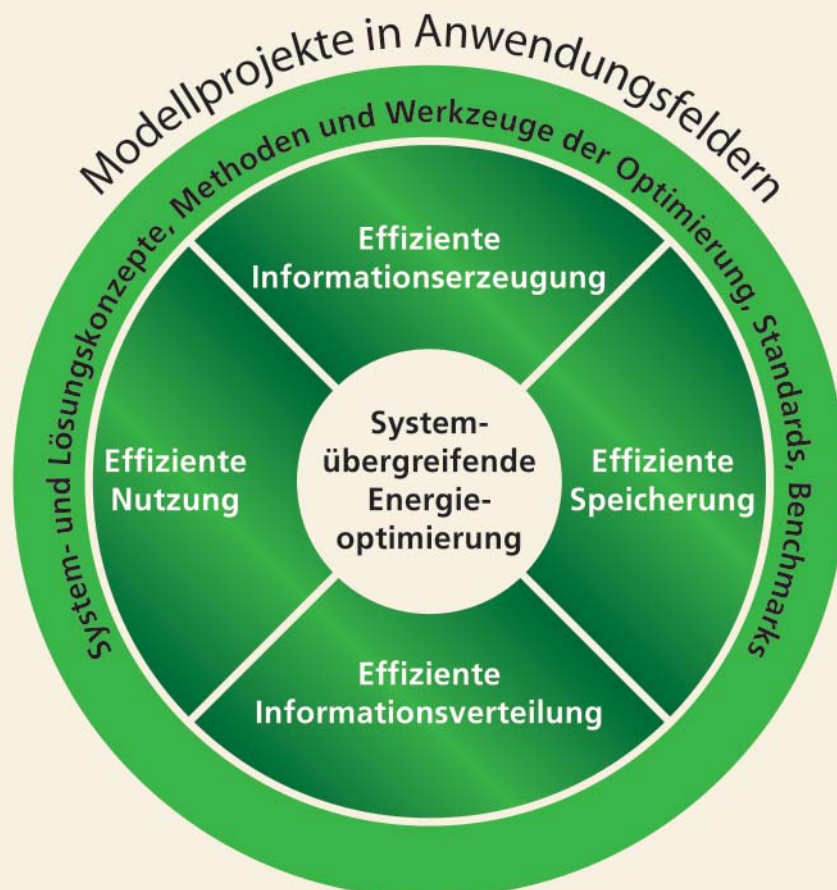 Modellprojekte in Anwendungsfeldern
System- und Lösungskonzepte, Methoden und Werkzeuge der Optimierung, Standards, Benchmarks
Effiziente
Informationserzeugung
Effiziente
Nutzung
System-
übergreifende
Energie-
optimierung
Effiziente
Speicherung
Effiziente
Informationsverteilung